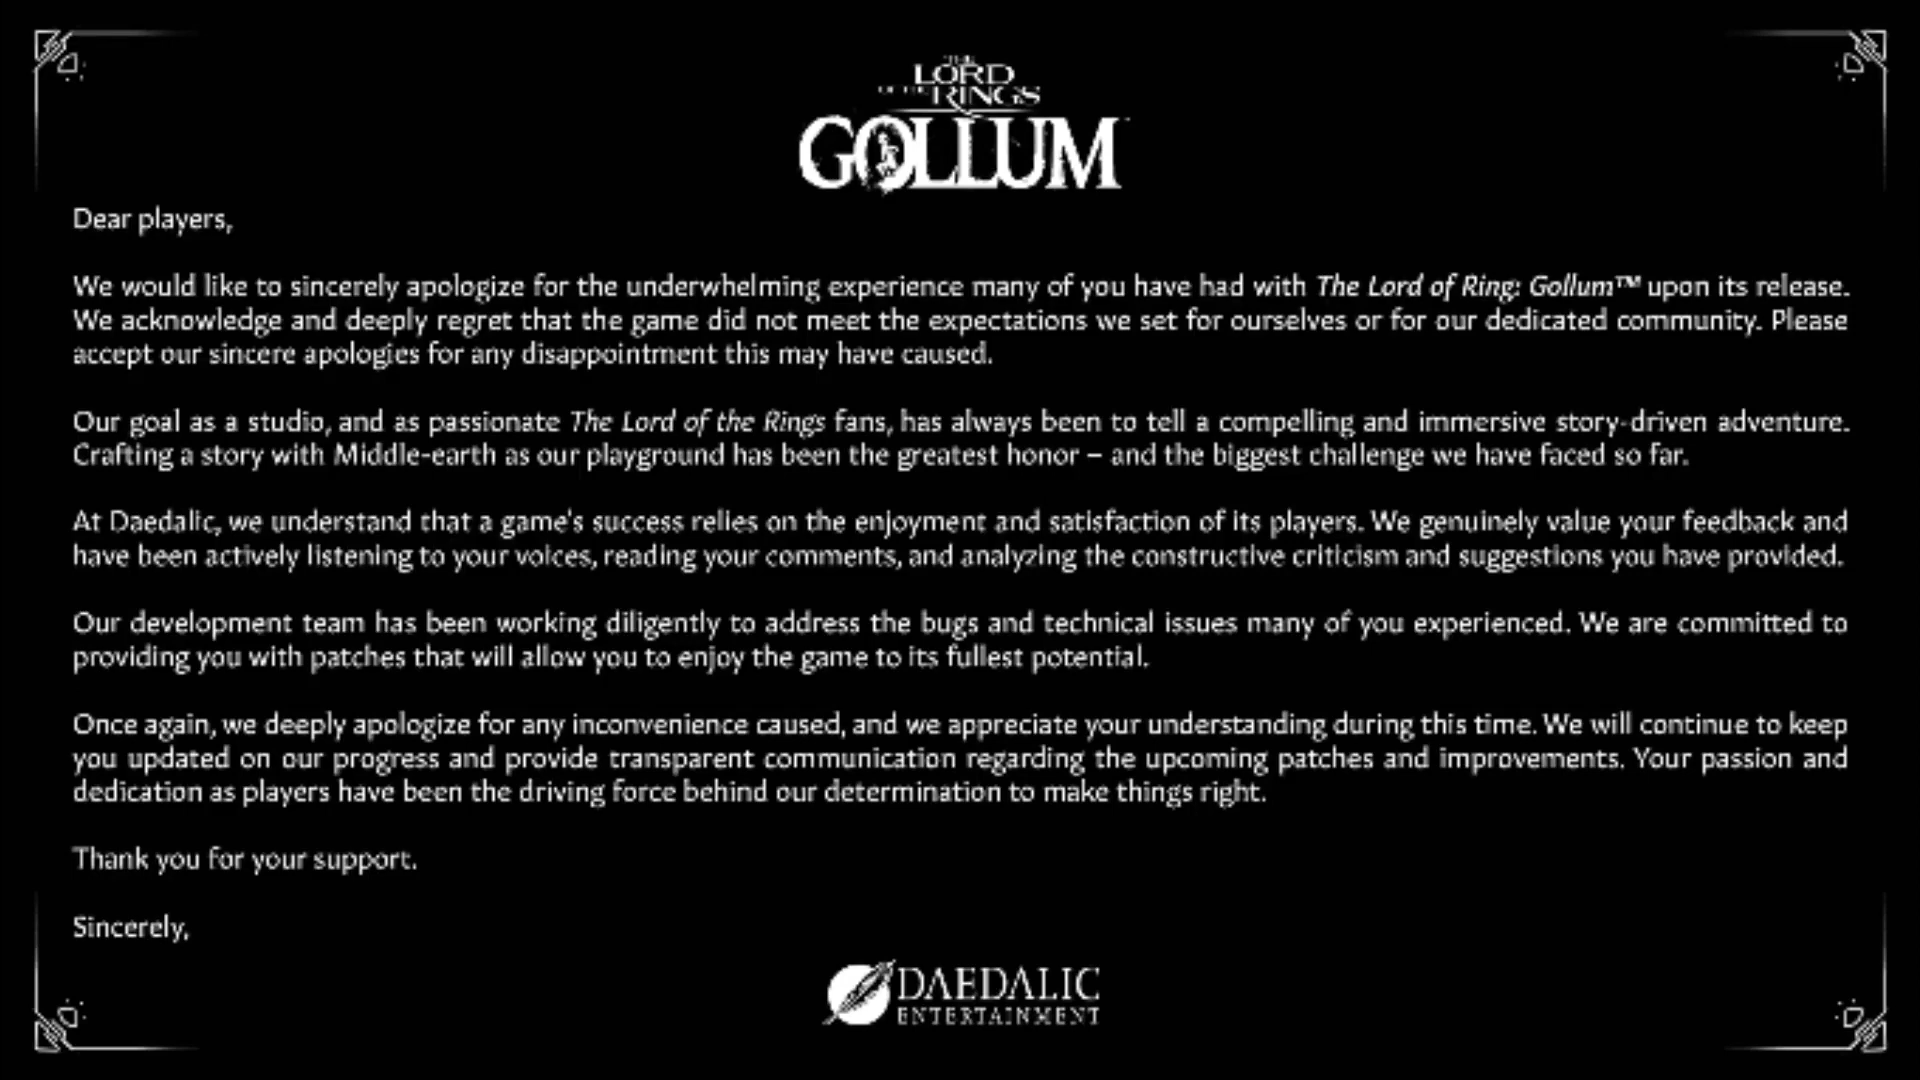 THE
LORD
OF THE RINGS
GOLLUM
Dear players,
We would like to sincerely apologize for the underwhelming experience many of you have had with The Lord of Ring: Gollum™ upon its release.
We acknowledge and deeply regret that the game did not meet the expectations we set for ourselves or for our dedicated community. Please
accept our sincere apologies for any disappointment this may have caused.
Our goal as a studio, and as passionate The Lord of the Rings fans, has always been to tell a compelling and immersive story-driven adventure.
Crafting a story with Middle-earth as our playground has been the greatest honor – and the biggest challenge we have faced so far.
At Daedalic, we understand that a game's success relies on the enjoyment and satisfaction of its players. We genuinely value your feedback and
have been actively listening to your voices, reading your comments, and analyzing the constructive criticism and suggestions you have provided.
Our development team has been working diligently to address the bugs and technical issues many of you experienced. We are committed to
providing you with patches that will allow you to enjoy the game to its fullest potential.
Once again, we deeply apologize for any inconvenience caused, and we appreciate your understanding during this time. We will continue to keep
you updated on our progress and provide transparent communication regarding the upcoming patches and improvements. Your passion and
dedication as players have been the driving force behind our determination to make things right.
Thank you for your support.
Sincerely,
DAEDALIC
ENTERTAINMENT